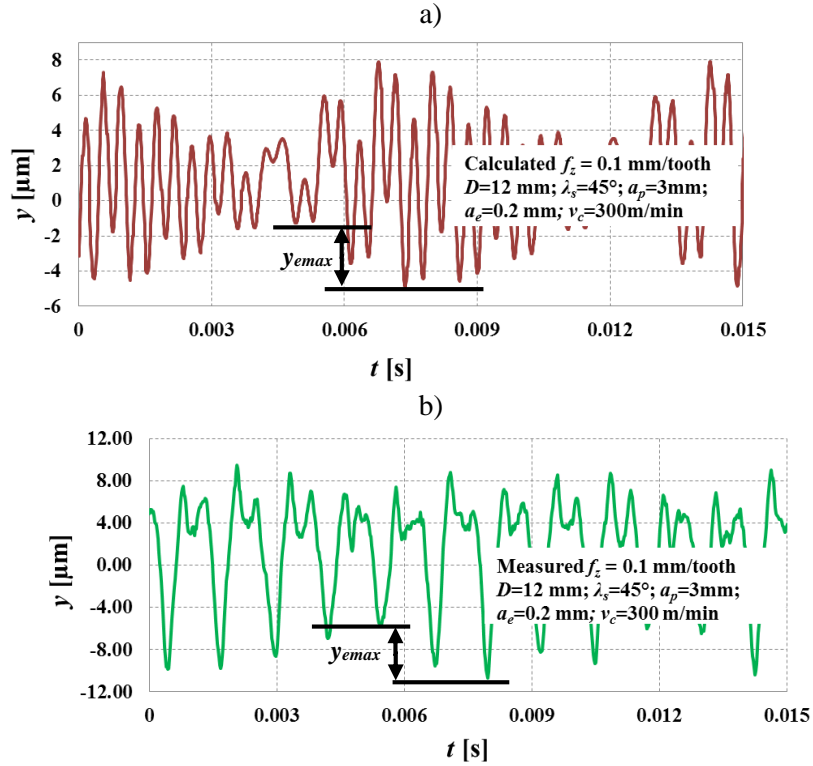 a)
8
6
4
2
0
-2
-4
-6
y [µm]
Calculated fz = 0.1 mm/tooth
D=12 mm; λs=45°; ap=3mm;
ae=0.2 mm; vc=300m/min
yemax
0 0.003 0.006 0.009 0.012 0.015
t [s]
b)
12.00
8.00
4.00
0.00
-4.00
-8.00
-12.00
y [µm]
Measured fz = 0.1 mm/tooth
D=12 mm; λs=45°; ap=3mm;
ae=0.2 mm; vc=300 m/min
yemax
0 0.003 0.006 0.009 0.012 0.015
t [s]